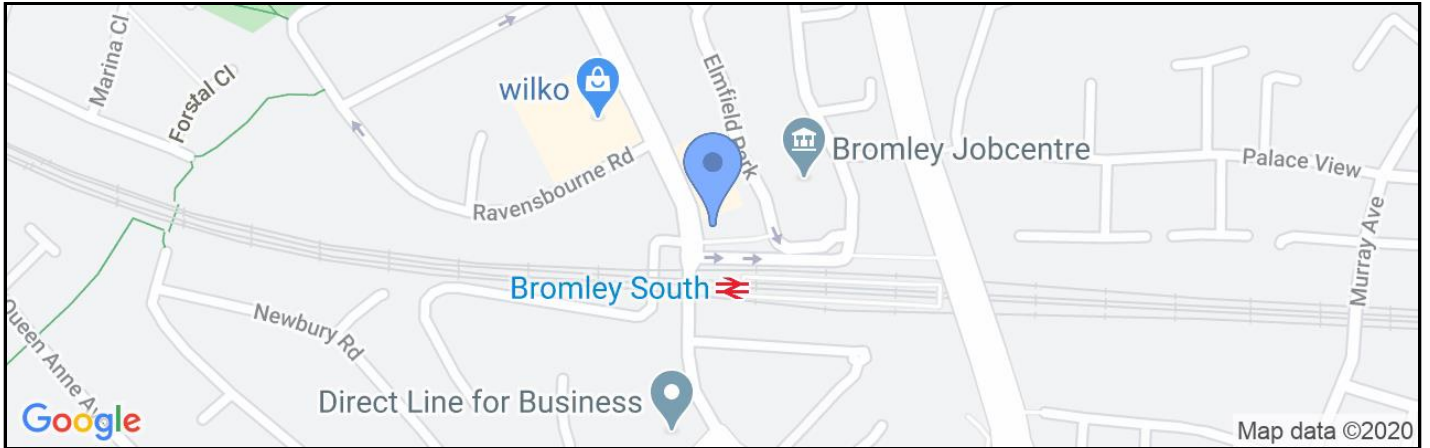 Marina Cl
Forstal Cl
wilko
Elmfield Park
Bromley Jobcentre
Palace View
Ravensbourne Rd
Murray Ave
Bromley South
Newbury Rd
Queen Anne Av
Direct Line for Business
Google
Map data ©2020